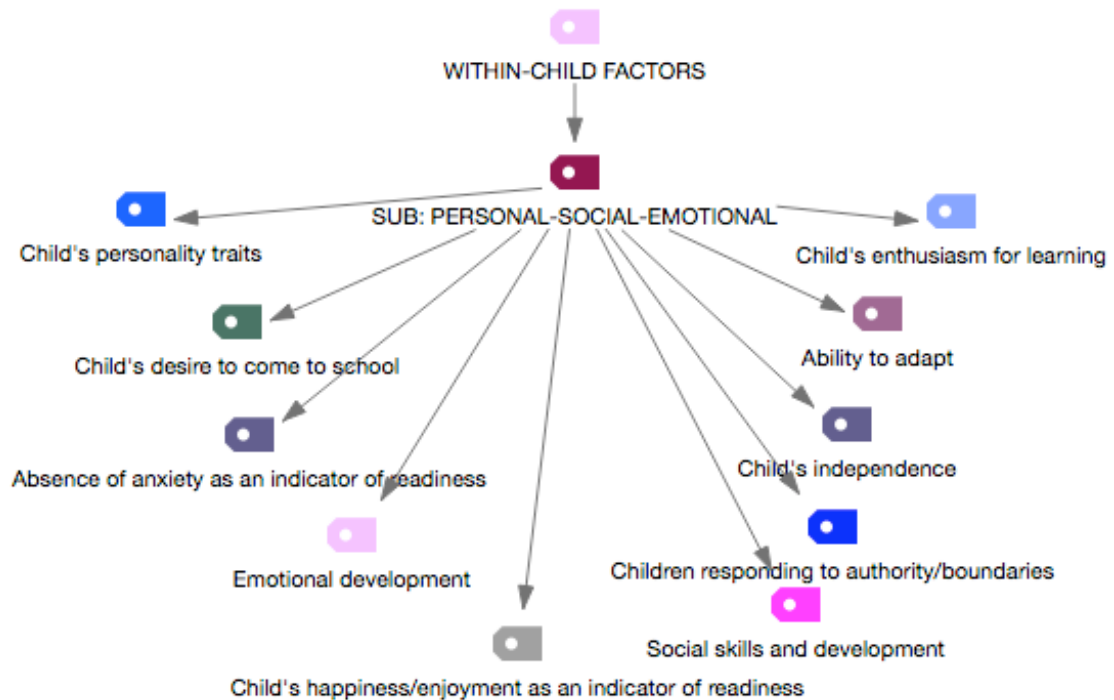 WITHIN-CHILD FACTORS
SUB: PERSONAL-SOCIAL-EMOTIONAL
Child's personality traits
Child's enthusiasm for learning
Child's desire to come to school
Ability to adapt
Absence of anxiety as an indicator of readiness
Child's independence
Emotional development
Children responding to authority/boundaries
Social skills and development
Child's happiness/enjoyment as an indicator of readiness